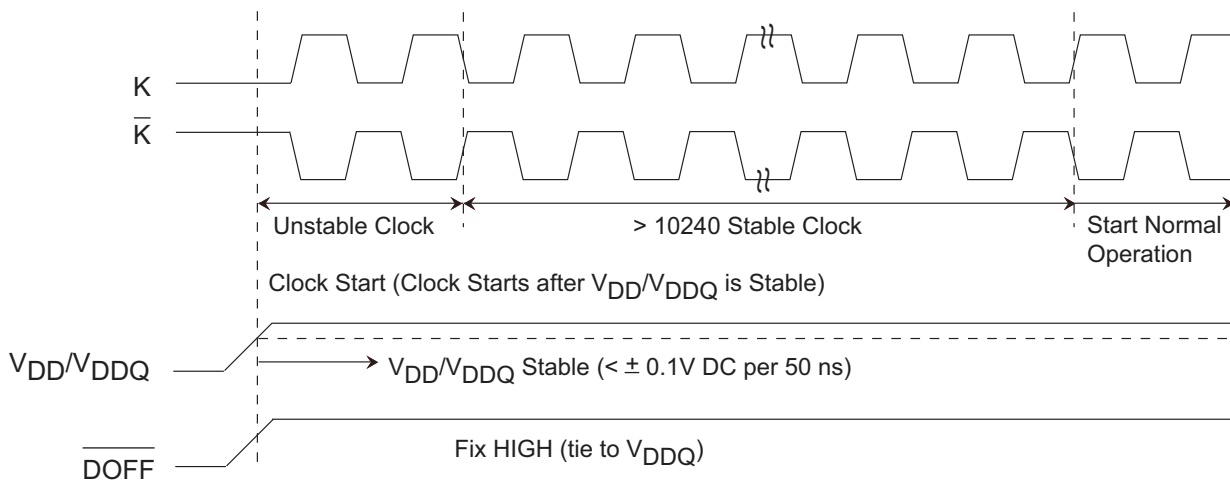 K
K̅
Unstable Clock
> 10240 Stable Clock
Start Normal
Operation
Clock Start (Clock Starts after VDD/VDDQ is Stable)
VDD/VDDQ
VDD/VDDQ Stable (< ± 0.1V DC per 50 ns)
Fix HIGH (tie to VDDQ)
D̅O̅F̅F̅